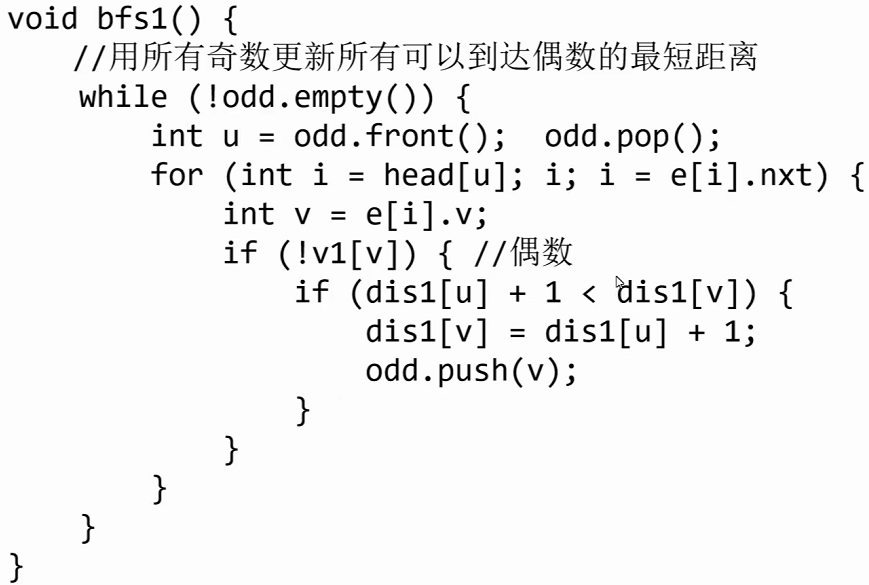 void bfs1() {
    //用所有奇数更新所有可以到达偶数的最短距离
    while (!odd.empty()) {
        int u = odd.front();  odd.pop();
        for (int i = head[u]; i; i = e[i].nxt) {
            int v = e[i].v;
            if (!v1[v]) { //偶数
                if (dis1[u] + 1 < dis1[v]) {
                    dis1[v] = dis1[u] + 1;
                    odd.push(v);
                }
            }
        }
    }
}